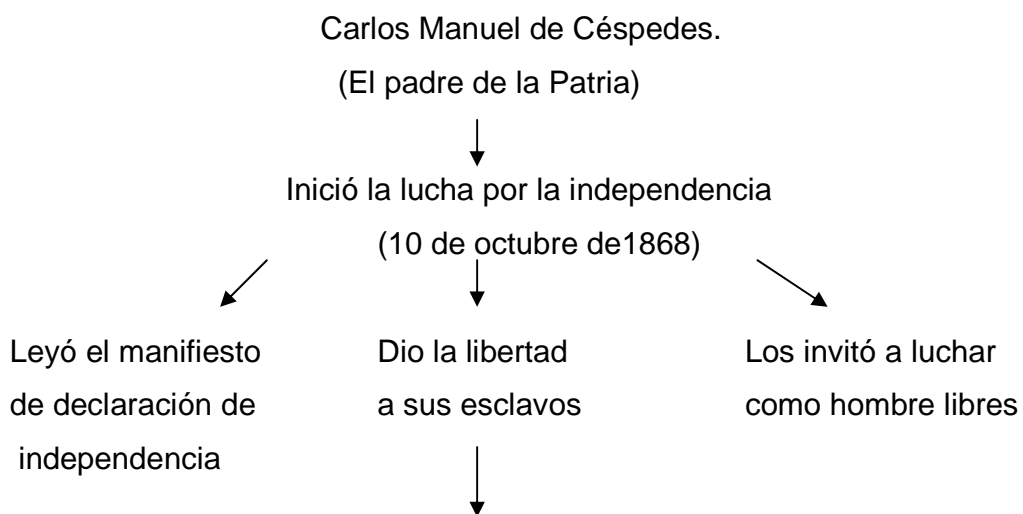 Carlos Manuel de Céspedes.
(El padre de la Patria)
Inició la lucha por la independencia
(10 de octubre de1868)
Leyó el manifiesto
de declaración de
independencia
Dio la libertad
a sus esclavos
Los invitó a luchar
como hombre libres